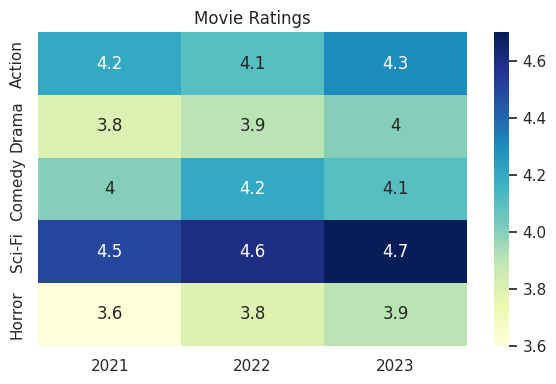 Movie Ratings
Action 4.2 4.1 4.3
Drama 3.8 3.9 4
Comedy 4 4.2 4.1
Sci-Fi 4.5 4.6 4.7
Horror 3.6 3.8 3.9
2021 2022 2023
4.6
4.4
4.2
4.0
3.8
3.6